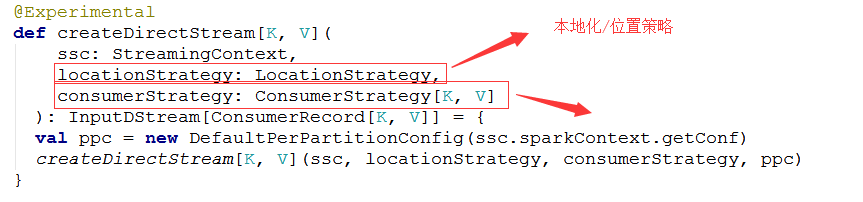 @Experimental
def createDirectStream[K, V](
ssc: StreamingContext,
locationStrategy: LocationStrategy,
consumerStrategy: ConsumerStrategy[K, V]
): InputDStream[ConsumerRecord[K, V]] = {
val ppc = new DefaultPerPartitionConfig(ssc.sparkContext.getConf)
createDirectStream[K, V](ssc, locationStrategy, consumerStrategy, ppc)
}
本地化/位置策略